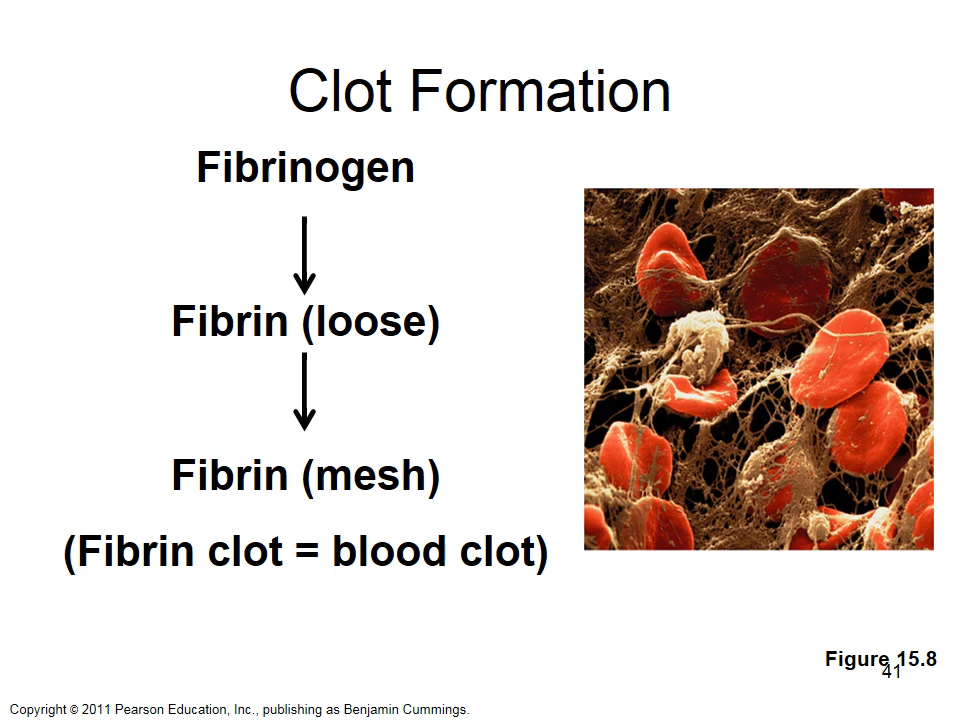 Clot Formation
Fibrinogen
Fibrin (loose)
Fibrin (mesh)
(Fibrin clot = blood clot)
Figure 15.8
41
Copyright © 2011 Pearson Education, Inc., publishing as Benjamin Cummings.